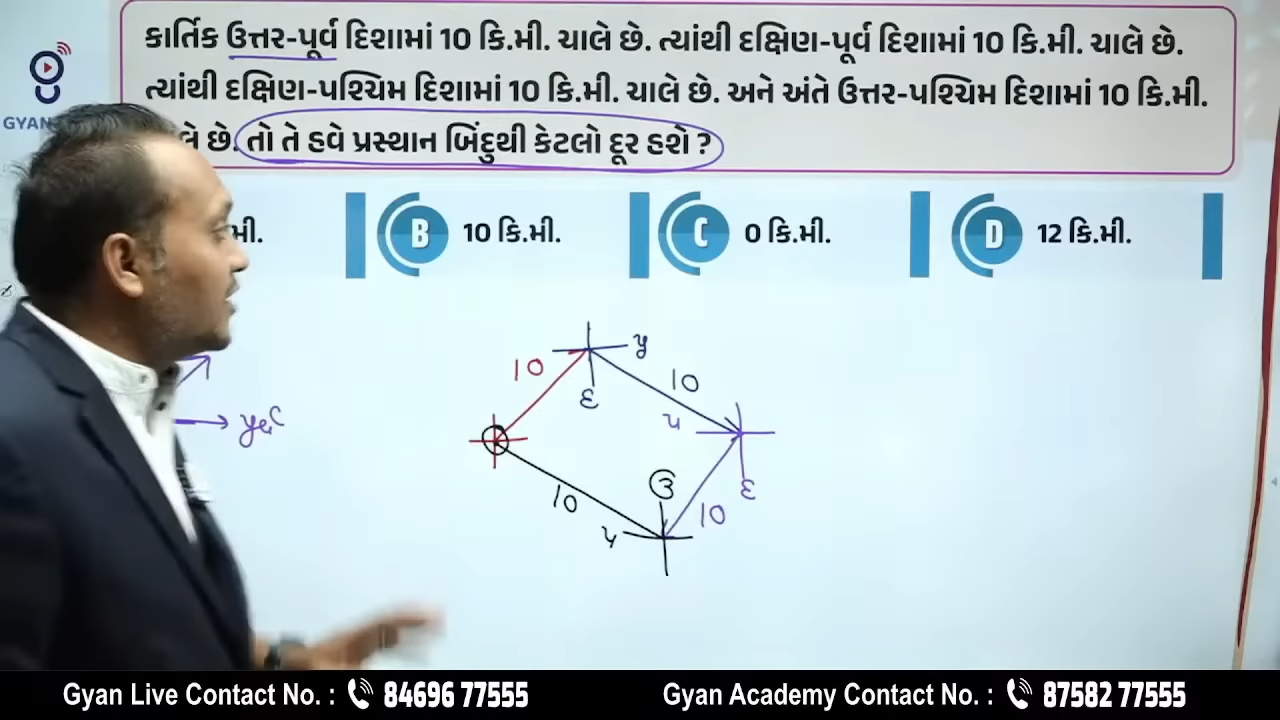 કાર્તિક ઉત્તર-પૂર્વ દિશામાં 10 કિ.મી. ચાલે છે. ત્યાંથી દક્ષિણ-પૂર્વ દિશામાં 10 કિ.મી. ચાલે છે.
ત્યાંથી દક્ષિણ-પશ્ચિમ દિશામાં 10 કિ.મી. ચાલે છે. અને અંતે ઉત્તર-પશ્ચિમ દિશામાં 10 કિ.મી.
લે છે. તો તે હવે પ્રસ્થાન બિંદુથી કેટલો દૂર હશે ?
GYAN
મી.
B 10 કિ.મી.
C 0 કિ.મી.
D 12 કિ.મી.
10
પૂ
દ
10
પ
પૂર્વ
ઉ
દ
10
10
પ
Gyan Live Contact No. : 84696 77555
Gyan Academy Contact No. : 87582 77555